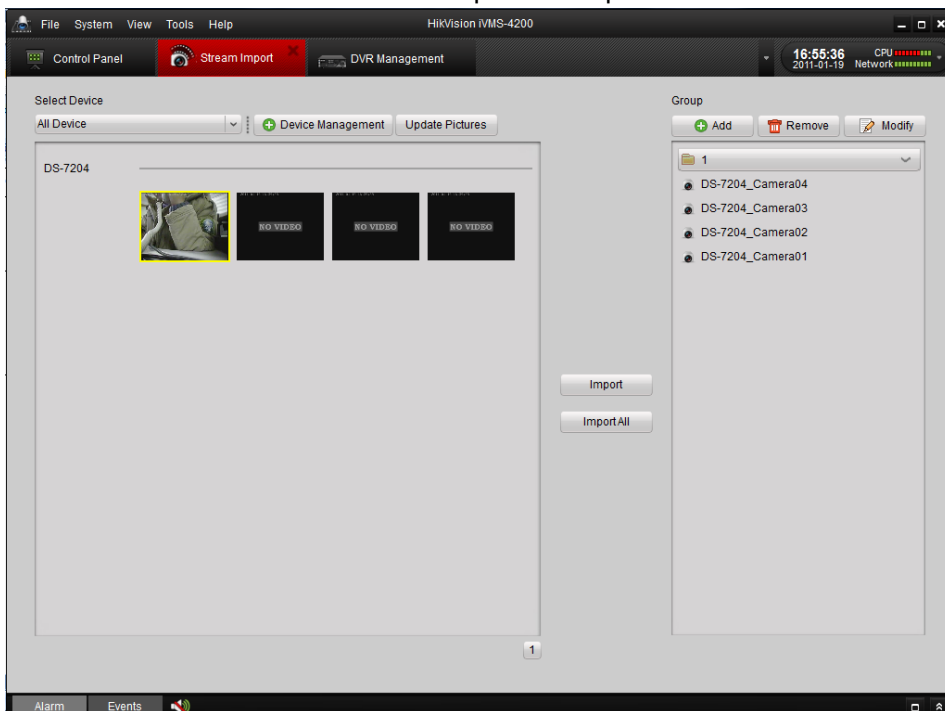 File System View Tools Help HikVision iVMS-4200
Control Panel Stream Import DVR Management 16:55:36 CPU
2011-01-19 Network
Select Device Group
All Device Device Management Update Pictures Add Remove Modify
DS-7204 1
DS-7204_Camera04
DS-7204_Camera03
NO VIDEO NO VIDEO NO VIDEO DS-7204_Camera02
DS-7204_Camera01
Import
Import All
1
Alarm Events